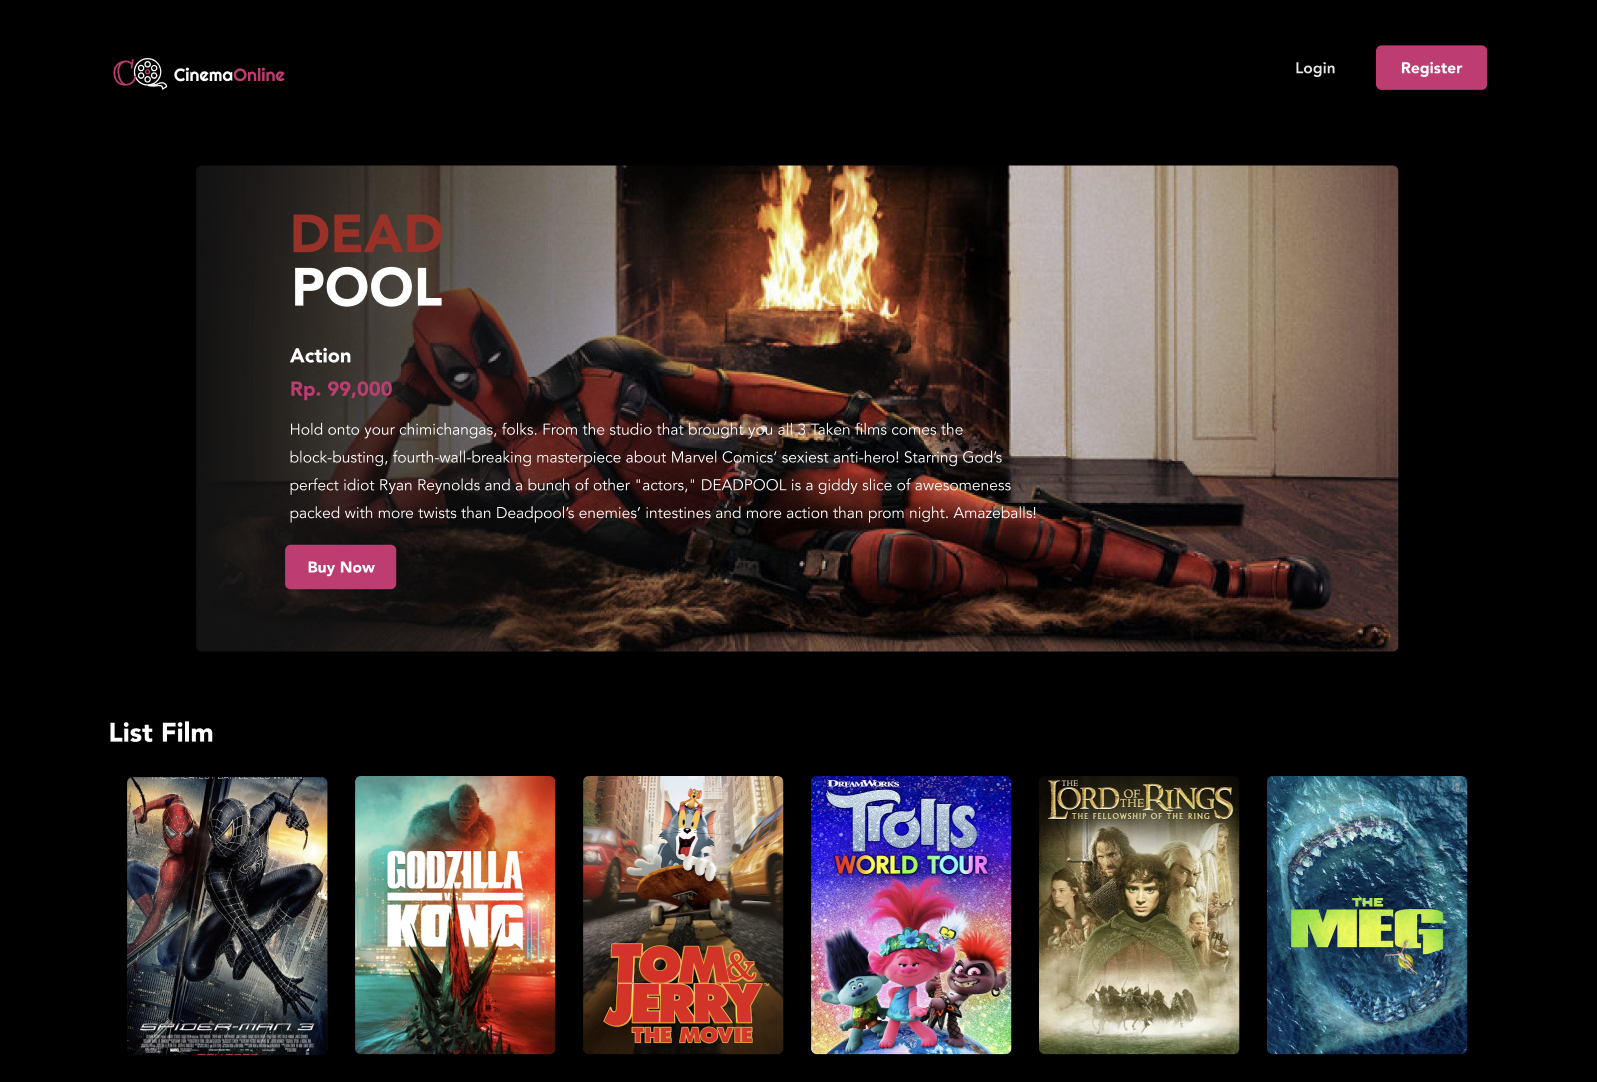 CinemaOnline
Login
Register
DEAD
POOL
Action
Rp. 99,000
Hold onto your chimichangas, folks. From the studio that brought you all 3 Taken films comes the
block-busting, fourth-wall-breaking masterpiece about Marvel Comics’ sexiest anti-hero! Starring God’s
perfect idiot Ryan Reynolds and a bunch of other "actors," DEADPOOL is a giddy slice of awesomeness
packed with more twists than Deadpool’s enemies’ intestines and more action than prom night. Amazeballs!
Buy Now
List Film
SPIDER-MAN 3
GODZILLA
VS
KONG
TOM &
JERRY
THE MOVIE
DREAMWORKS
Trolls
WORLD TOUR
THE
LORD OF THE RINGS
THE FELLOWSHIP OF THE RING
THE
MEG